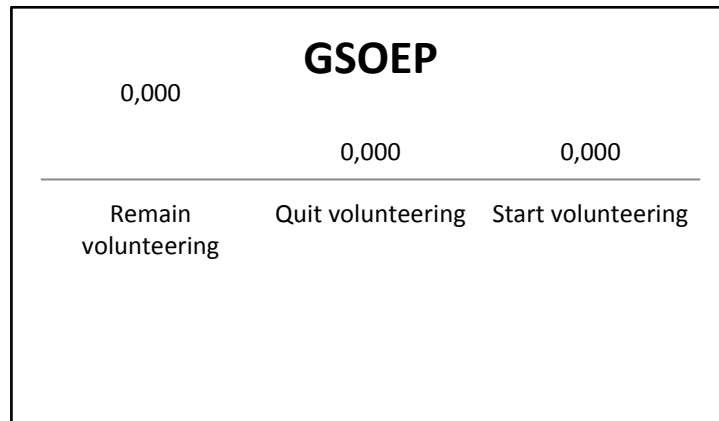 GSOEP
0,000
0,000 0,000
Remain Quit volunteering Start volunteering
volunteering